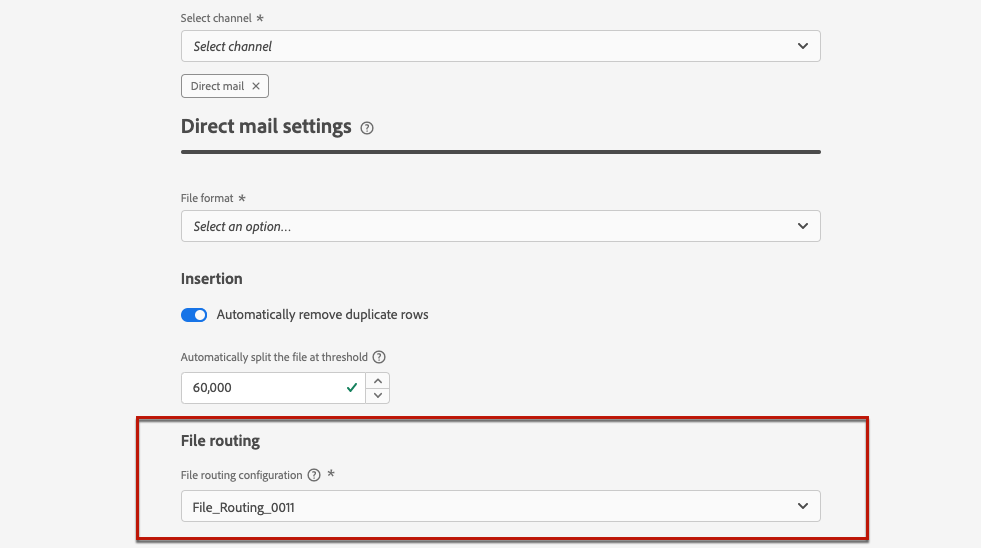 Select channel *
Select channel
Direct mail ×
Direct mail settings ?
File format *
Select an option...
Insertion
Automatically remove duplicate rows
Automatically split the file at threshold ?
60,000
File routing
File routing configuration ? *
File_Routing_0011